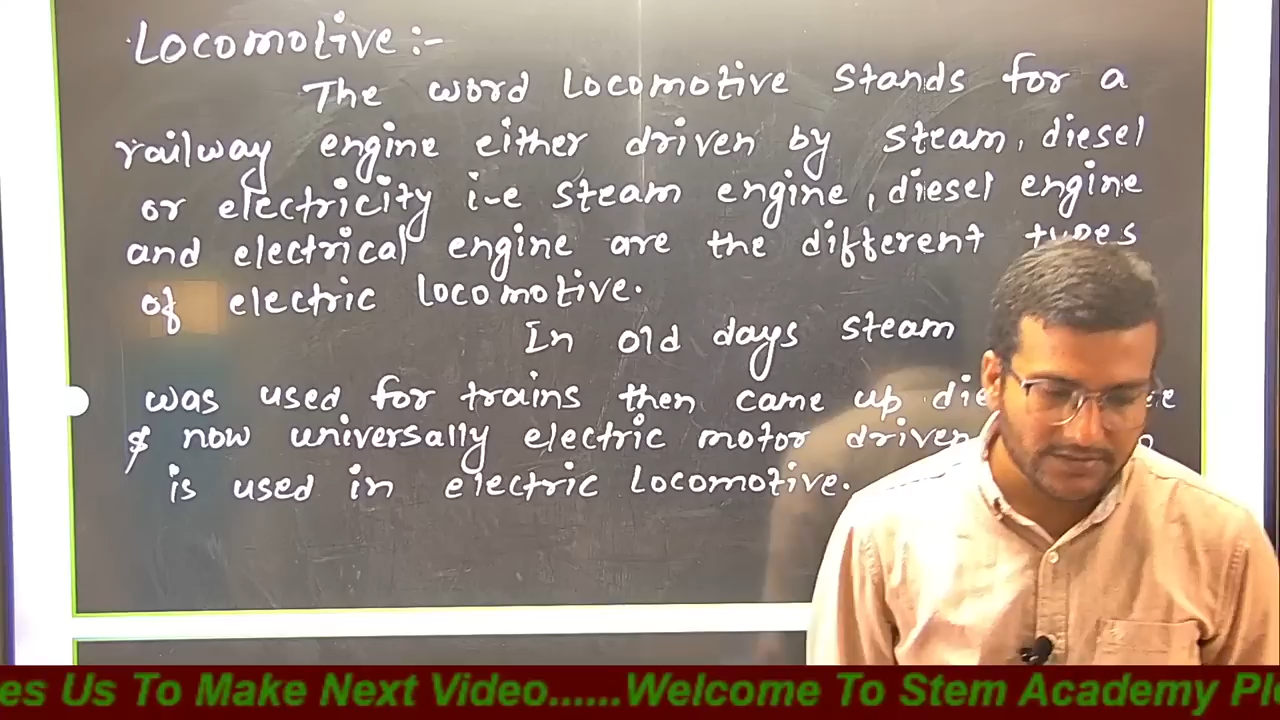 Locomotive:-
The word Locomotive stands for a
railway engine either driven by steam, diesel
or electricity i-e steam engine, diesel engine
and electrical engine are the different types
of electric locomotive.
In old days steam
was used for trains then came up
& now universally electric motor driven
is used in electric Locomotive.
es Us To Make Next Video......Welcome To Stem Academy Ple